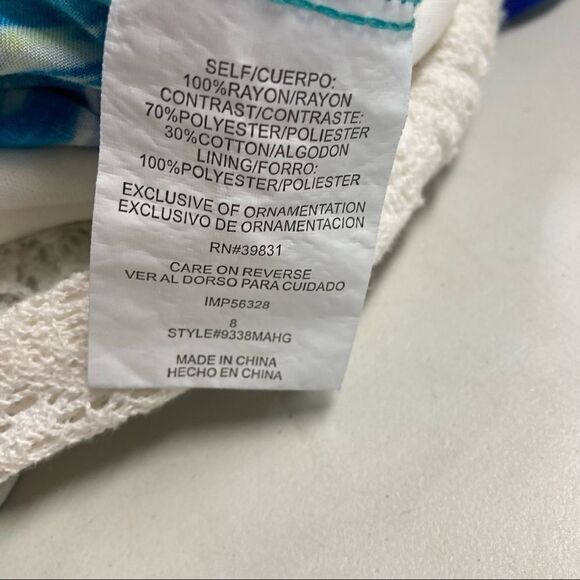 SELF/CUERPO:
100%RAYON/RAYON
CONTRAST/CONTRASTE:
70%POLYESTER/POLIESTER
30%COTTON/ALGODON
LINING/FORRO:
100%POLYESTER/POLIESTER
EXCLUSIVE OF ORNAMENTATION
EXCLUSIVO DE ORNAMENTACION
RN#39831
CARE ON REVERSE
VER AL DORSO PARA CUIDADO
IMP56328
8
STYLE#9338MAHG
MADE IN CHINA
HECHO EN CHINA